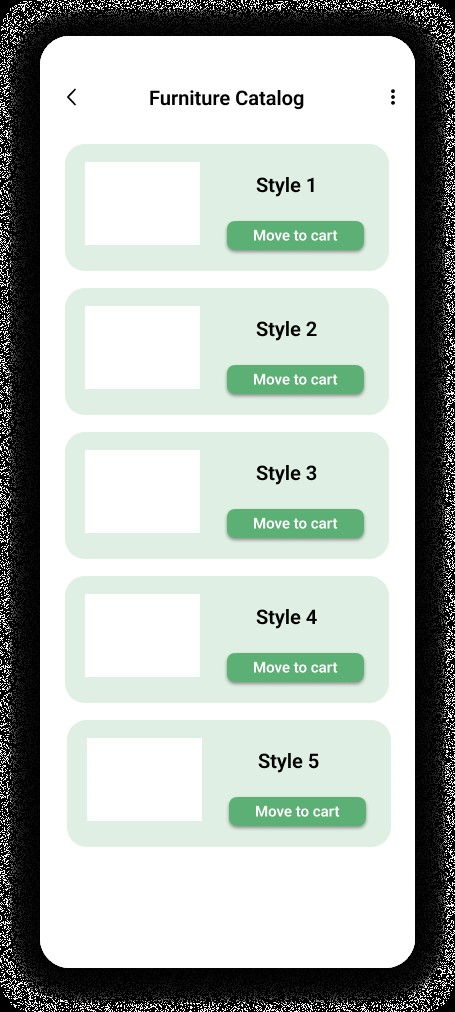 Furniture Catalog
Style 1
Move to cart
Style 2
Move to cart
Style 3
Move to cart
Style 4
Move to cart
Style 5
Move to cart